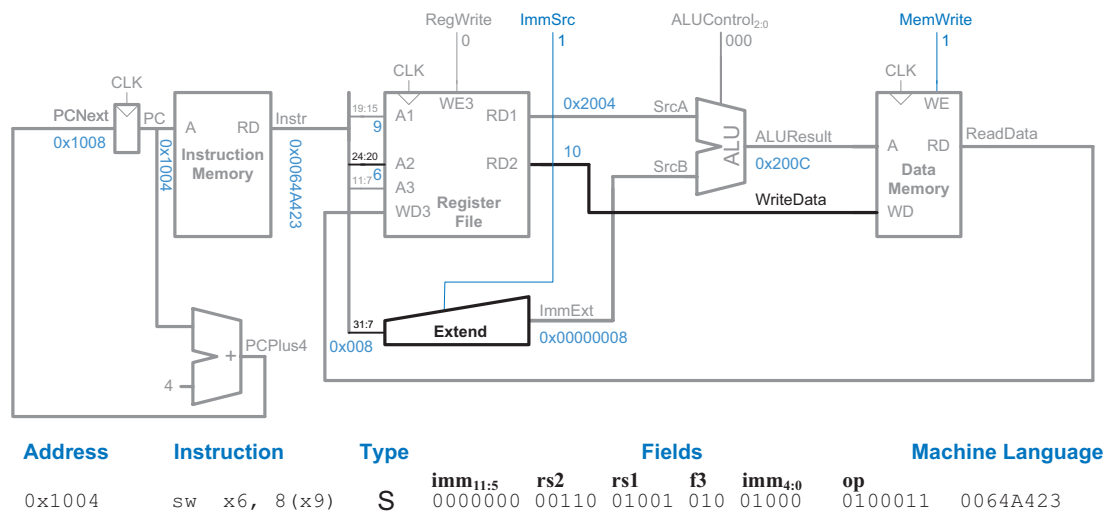 RegWrite ImmSrc ALUControl2:0 MemWrite
0 1 000 1
CLK CLK CLK
PCNext PC Instr
0x1008 0x1004 0x0064A423
A RD
Instruction
Memory
19:15 A1 WE3 RD1 0x2004 SrcA
9
24:20 A2 RD2 10 SrcB
6
11:7 A3
WD3 Register
File
ALU ALUResult
0x200C
WE
A RD ReadData
Data
Memory
WriteData WD
31:7 Extend ImmExt
0x008 0x00000008
+ PCPlus4
4
Address Instruction Type Fields Machine Language
imm11:5 rs2 rs1 f3 imm4:0 op
0x1004 sw x6, 8(x9) S 0000000 00110 01001 010 01000 0100011 0064A423